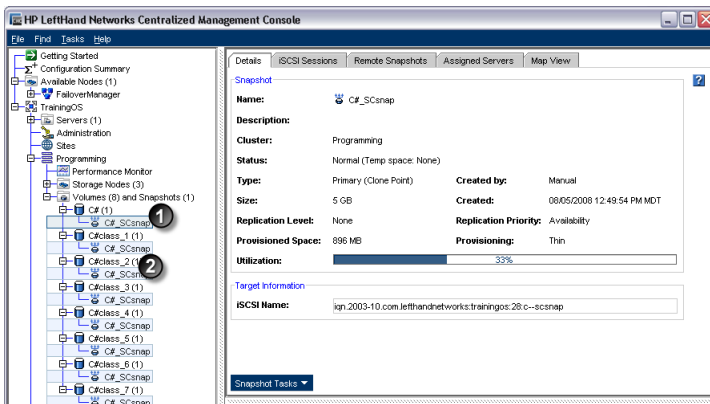 HP LeftHand Networks Centralized Management Console
File Find Tasks Help
Getting Started
Configuration Summary
Available Nodes (1)
FailoverManager
TrainingOS
Servers (1)
Administration
Sites
Programming
Performance Monitor
Storage Nodes (3)
Volumes (8) and Snapshots (1)
C# (1)
C#_SCsnap
1
C#class_1 (1)
C#_SCsnap
C#class_2 (1)
2
C#_SCsnap
C#class_3 (1)
C#_SCsnap
C#class_4 (1)
C#_SCsnap
C#class_5 (1)
C#_SCsnap
C#class_6 (1)
C#_SCsnap
C#class_7 (1)
C#_SCsnap
Details iSCSI Sessions Remote Snapshots Assigned Servers Map View
Snapshot
?
Name: C#_SCsnap
Description:
Cluster: Programming
Status: Normal (Temp space: None)
Type: Primary (Clone Point) Created by: Manual
Size: 5 GB Created: 08/05/2008 12:49:54 PM MDT
Replication Level: None Replication Priority: Availability
Provisioned Space: 896 MB Provisioning: Thin
Utilization: 33%
Target Information
iSCSI Name: iqn.2003-10.com.lefthandnetworks:trainingos:28:c--scsnap
Snapshot Tasks